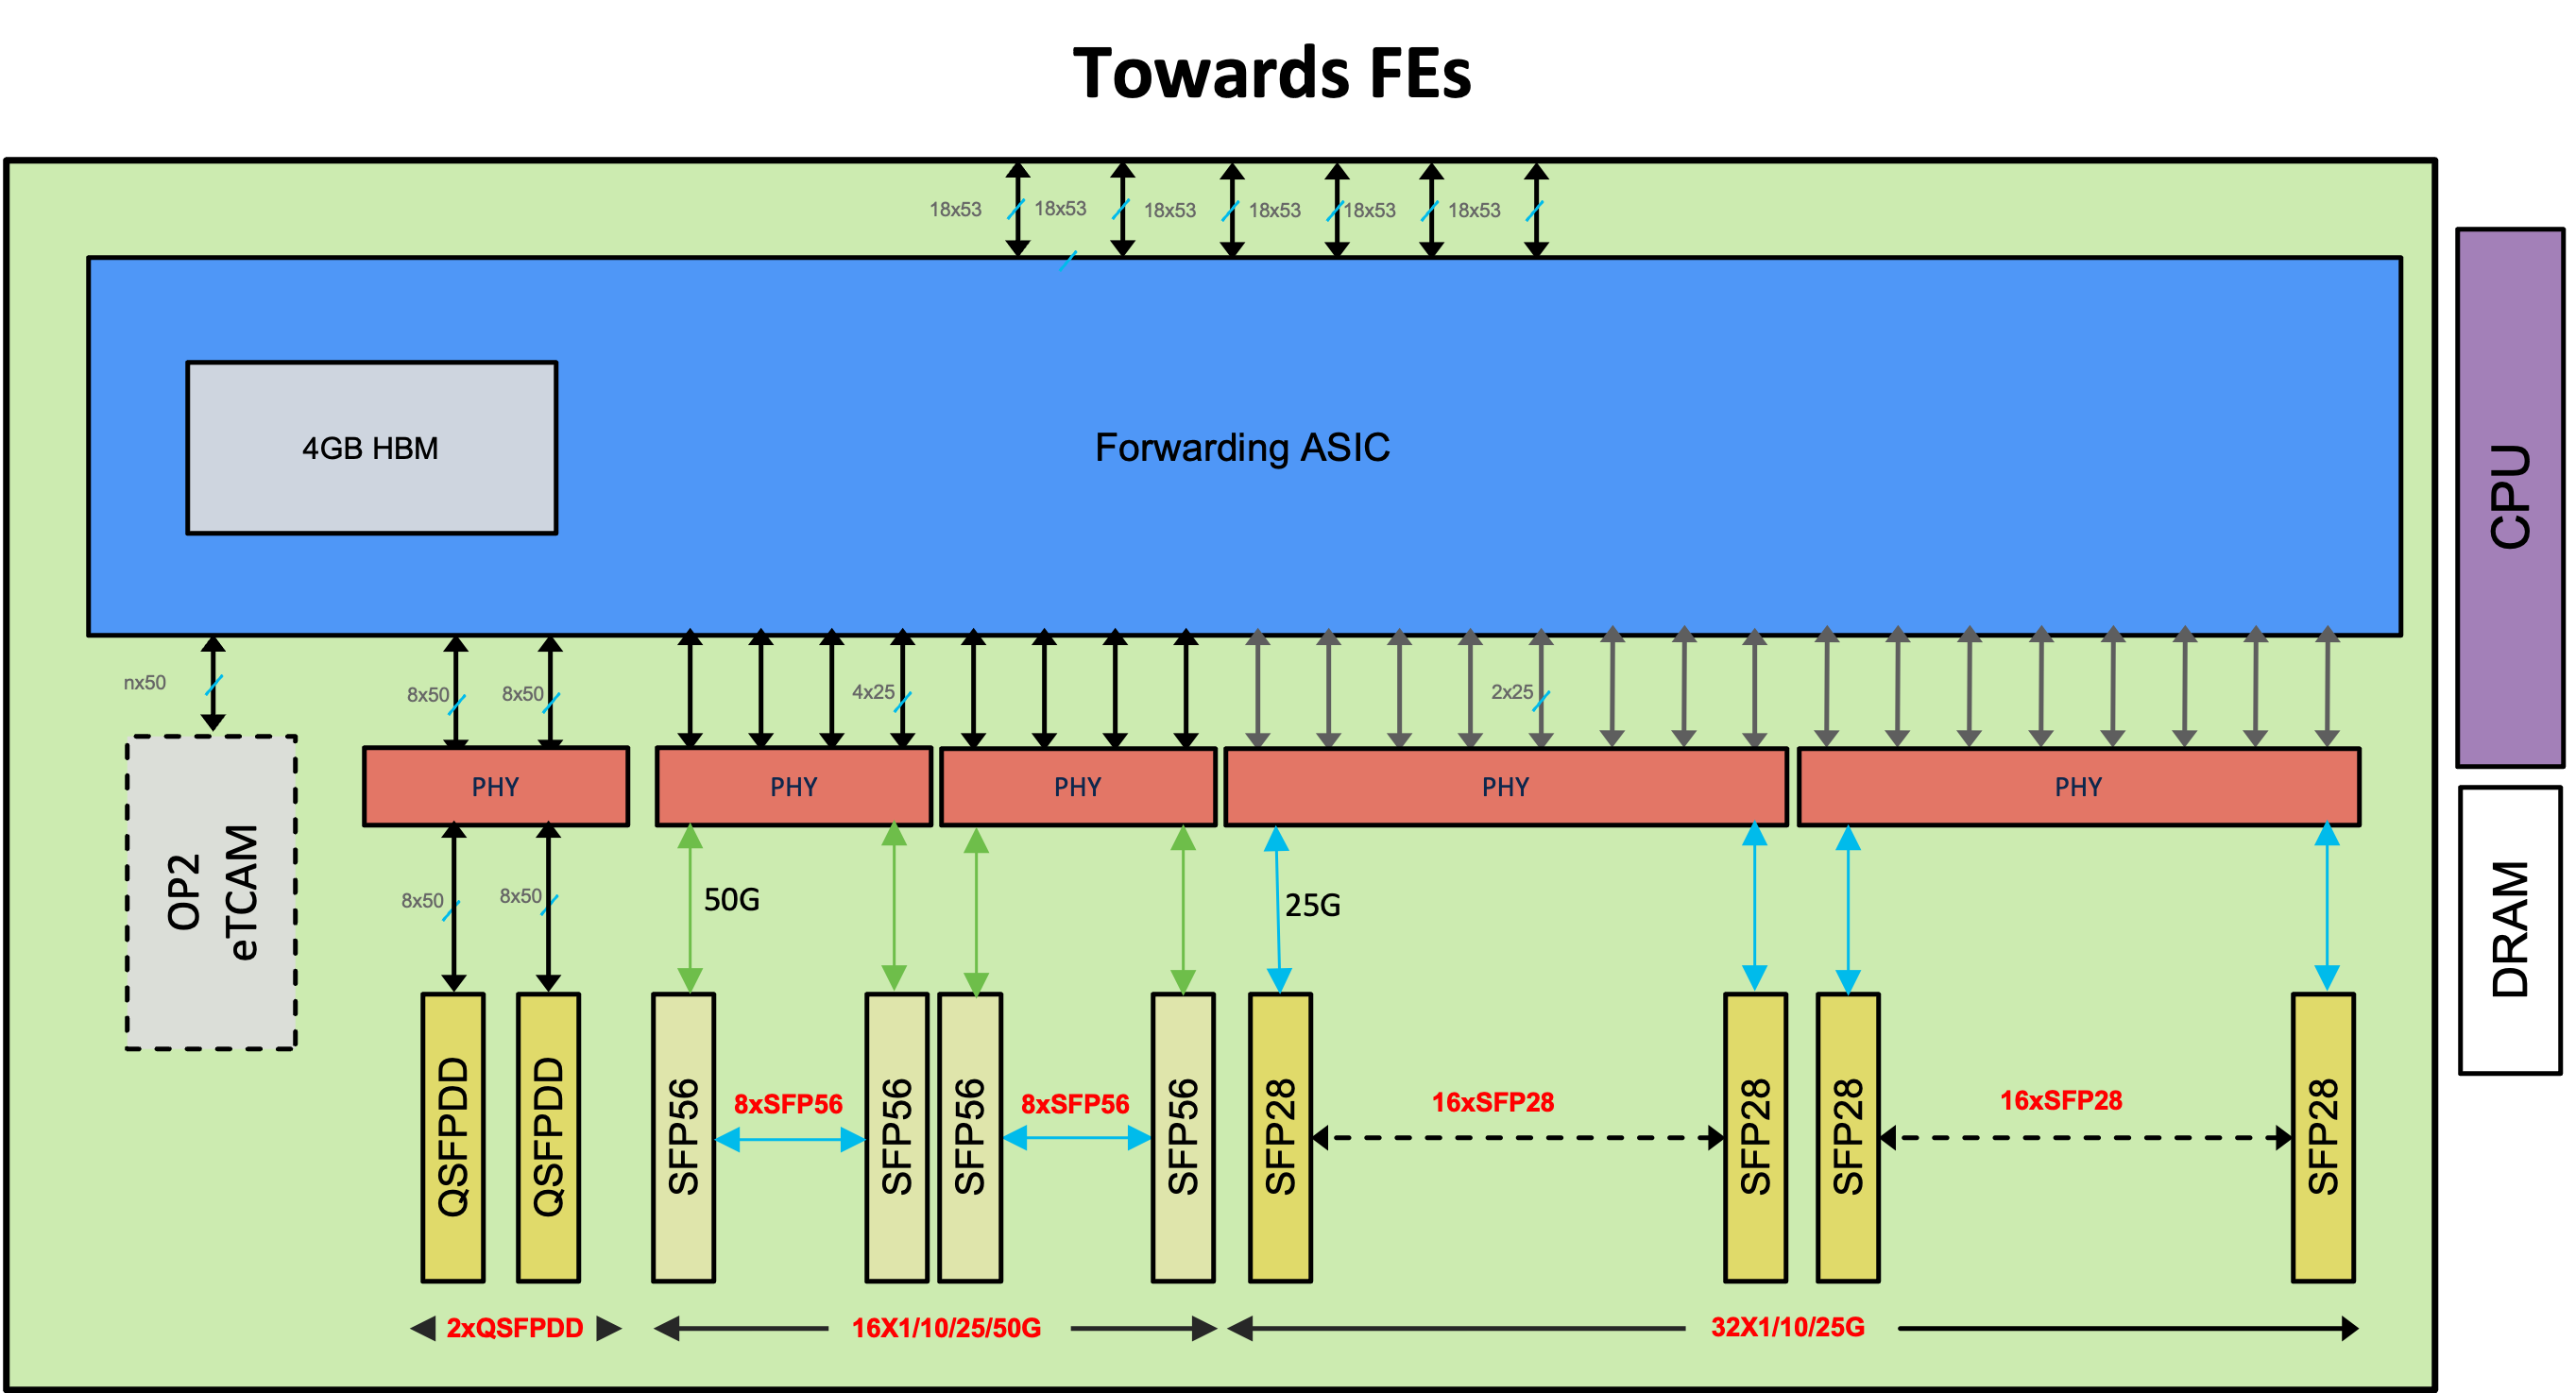 Towards FEs
18x53
18x53
18x53
18x53
18x53
18x53
4GB HBM
Forwarding ASIC
CPU
nx50
8x50
8x50
4x25
2x25
PHY
PHY
PHY
PHY
PHY
OP2
eTCAM
8x50
8x50
50G
25G
DRAM
QSFPDD
QSFPDD
SFP56
8xSFP56
SFP56
SFP56
8xSFP56
SFP56
SFP28
16xSFP28
SFP28
SFP28
16xSFP28
SFP28
2xQSFPDD
16X1/10/25/50G
32X1/10/25G